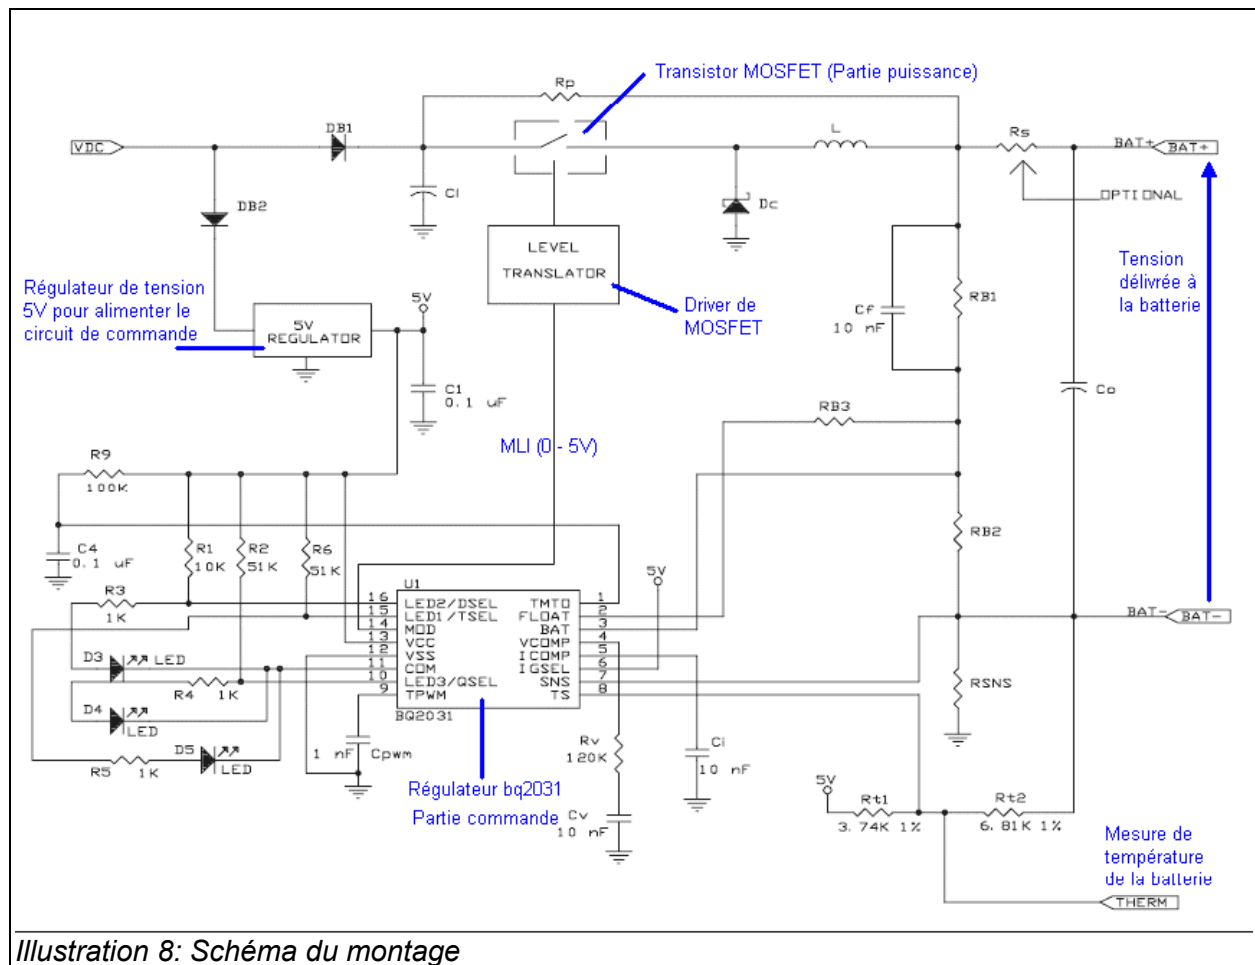 Transistor MOSFET (Partie puissance)
Rp
DB1
L
Rs
VDC
BAT+
BAT+
CI
DB2
Dc
OPTIONAL
LEVEL
TRANSLATOR
Tension
délivrée à
la batterie
Régulateur de tension
5V pour alimenter le
circuit de commande
5V
5V
REGULATOR
Driver de
MOSFET
Cf
10 nF
RB1
C1
0.1 uF
Co
RB3
MLI (0 - 5V)
R9
100K
C4
0.1 uF
R1
10K
R2
51K
R6
51K
RB2
R3
1K
U1
5V
16 LED2/DSEL TMTO 1
15 LED1/TSEL FLOAT 2
14 MOD BAT 3
13 VCC VCOMP 4
12 VSS ICOMP 5
11 COM IGSEL 6
10 LED3/QSEL SNS 7
9 TPWM TS 8
BQ2031
BAT-
BAT-
D3
LED
R4
1K
D4
LED
RSNS
D5
LED
R5
1K
1 nF
Cpwm
Rv
120K
Ci
10 nF
Régulateur bq2031
Partie commande
Cv
10 nF
5V
Rt1
3.74K 1%
Rt2
6.81K 1%
Mesure de
température
de la batterie
THERM
Illustration 8: Schéma du montage